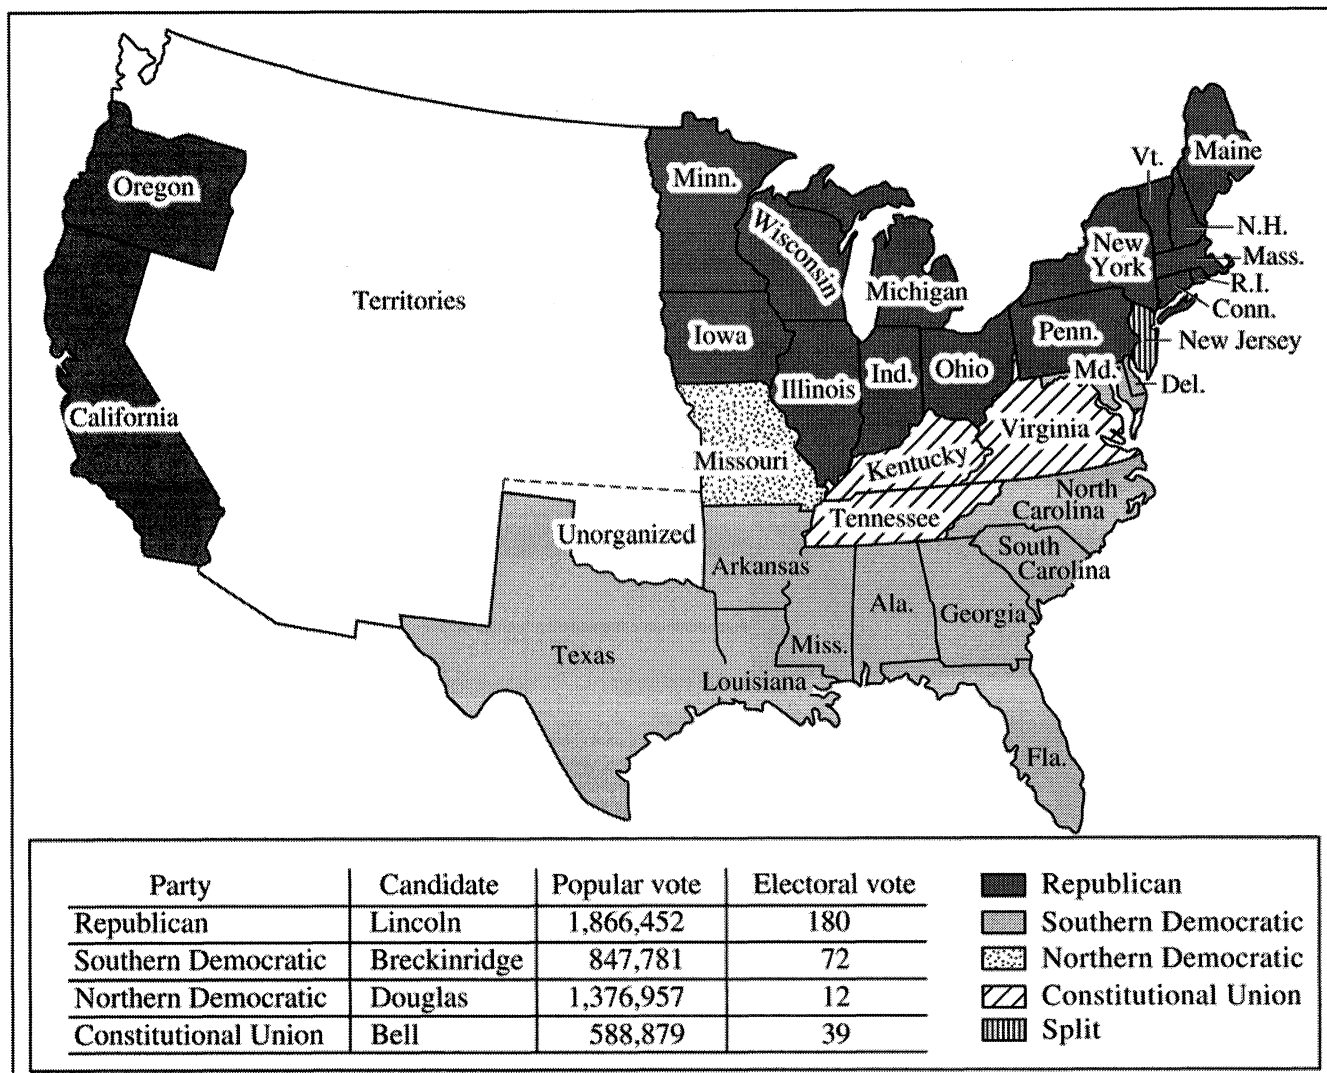 Vt.
Maine
Oregon
Minn.
Wisconsin
N.H.
New
York
Mass.
R.I.
Conn.
Territories
Michigan
Iowa
Penn.
New Jersey
Ohio
Ind.
Illinois
Md.
Del.
California
Virginia
Missouri
Kentucky
North
Carolina
Tennessee
Unorganized
South
Carolina
Arkansas
Ala.
Georgia
Miss.
Texas
Louisiana
Fla.
Party Candidate Popular vote Electoral vote
Republican Lincoln 1,866,452 180
Southern Democratic Breckinridge 847,781 72
Northern Democratic Douglas 1,376,957 12
Constitutional Union Bell 588,879 39
Republican
Southern Democratic
Northern Democratic
Constitutional Union
Split